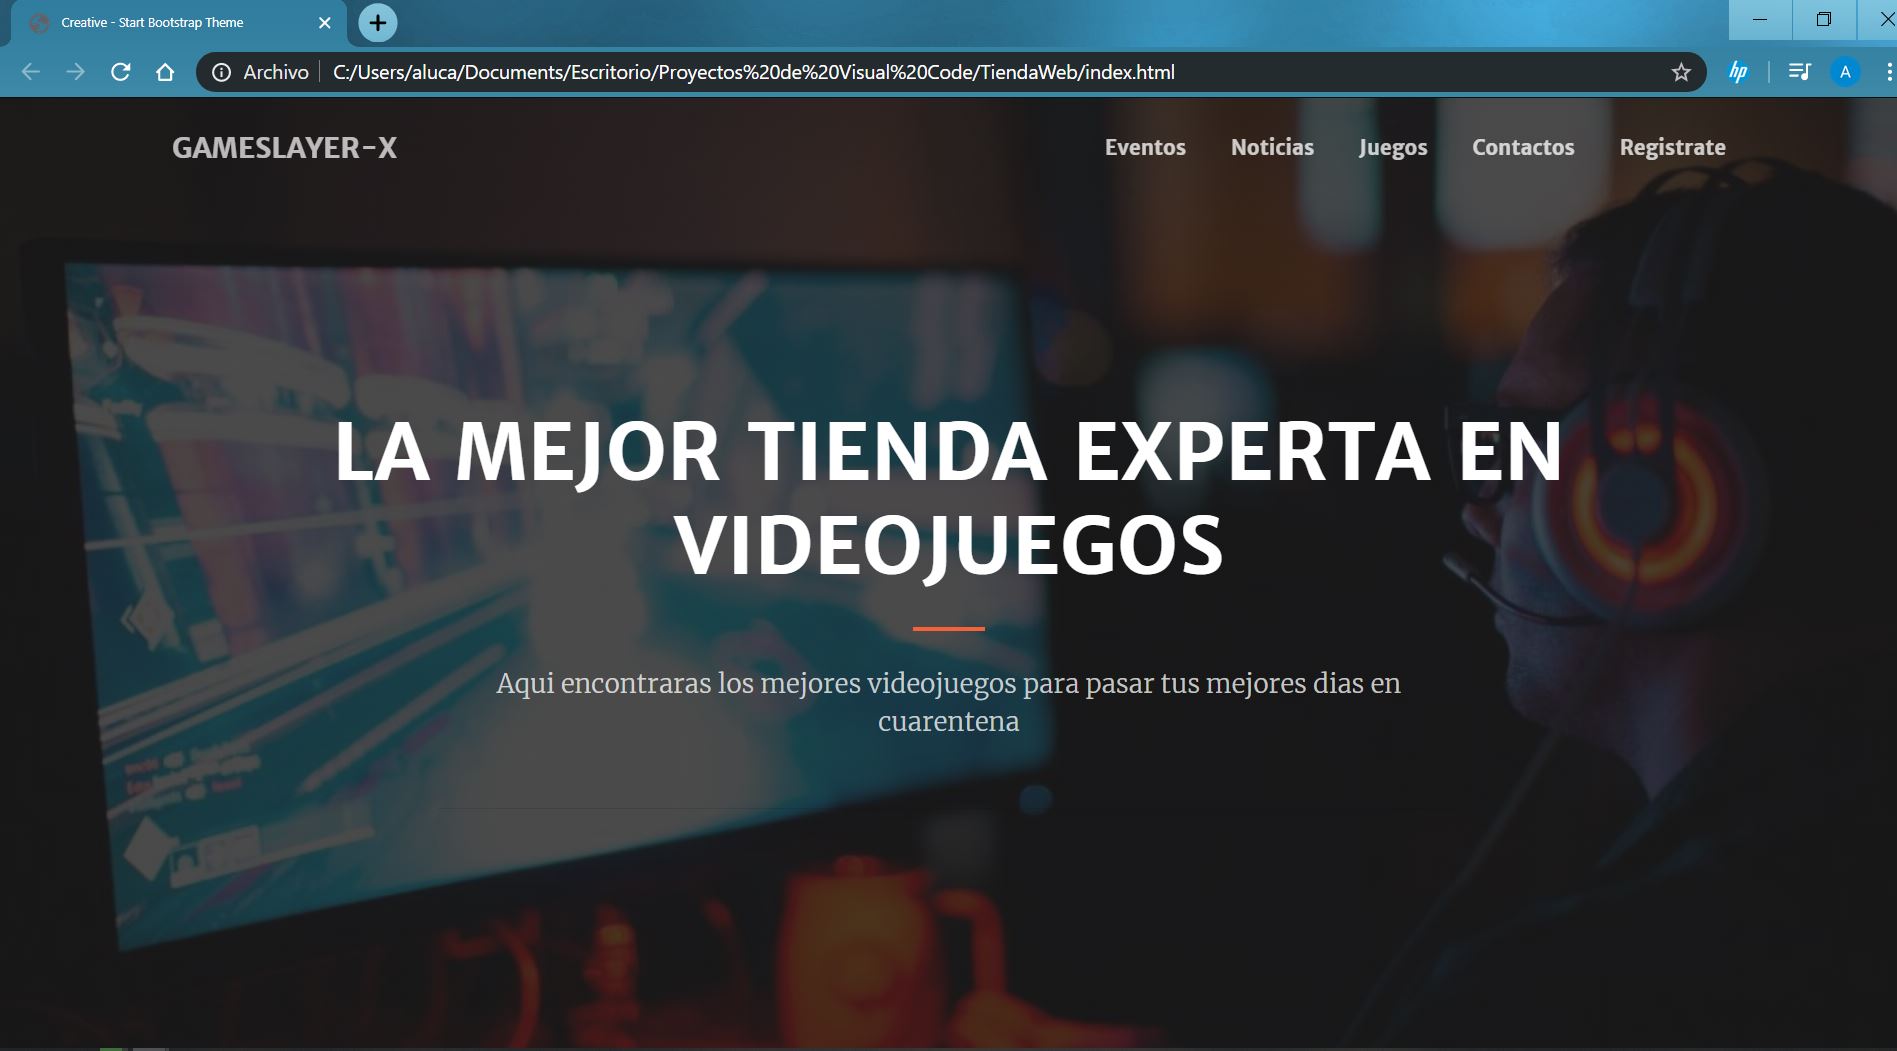 Creative - Start Bootstrap Theme
Archivo
C:/Users/aluca/Documents/Escritorio/Proyectos%20de%20Visual%20Code/TiendaWeb/index.html
hp
A
GAMESLAYER-X
Eventos
Noticias
Juegos
Contactos
Registrate
LA MEJOR TIENDA EXPERTA EN
VIDEOJUEGOS
Aqui encontraras los mejores videojuegos para pasar tus mejores dias en
cuarentena